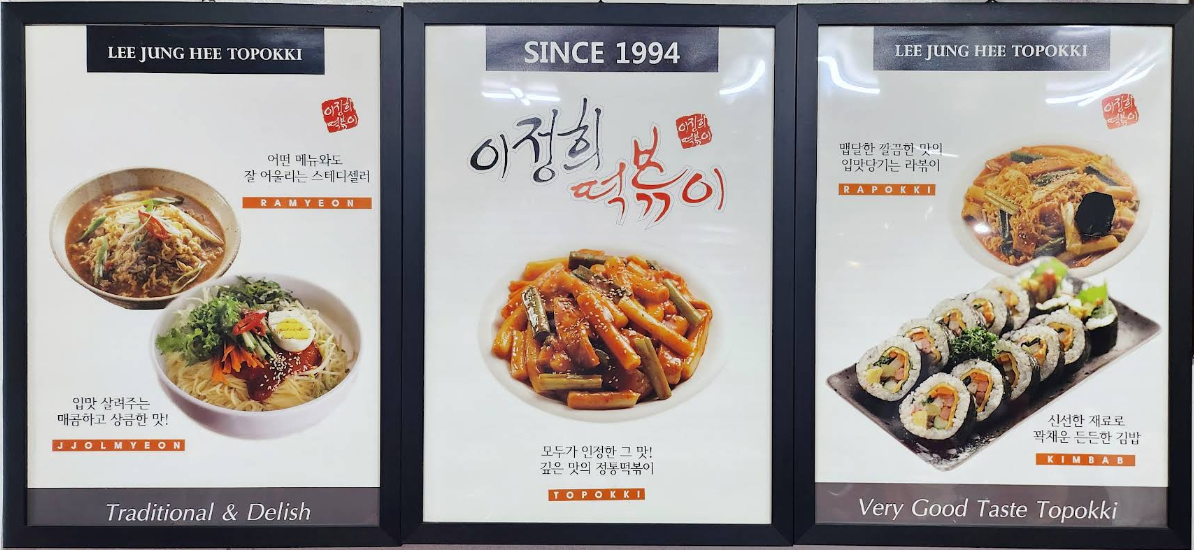 LEE JUNG HEE TOPOKKI
이정희
떡볶이
어떤 메뉴와도
잘 어울리는 스테디셀러
RAMYEON
입맛 살려주는
매콤하고 상큼한 맛!
JJOLMYEON
Traditional & Delish
SINCE 1994
이정희
떡볶이
이정희
떡볶이
모두가 인정한 그 맛!
깊은 맛의 정통떡볶이
TOPOKKI
LEE JUNG HEE TOPOKKI
이정희
떡볶이
맵달한 깔끔한 맛의
입맛당기는 라볶이
RAPOKKI
신선한 재료로
꽉채운 든든한 김밥
KIMBAB
Very Good Taste Topokki